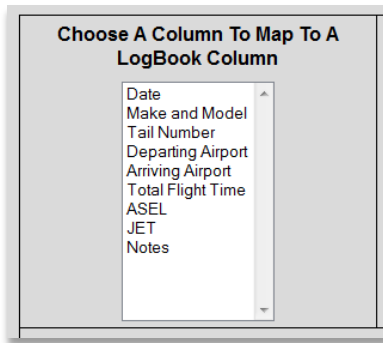 Choose A Column To Map To A
LogBook Column
Date
Make and Model
Tail Number
Departing Airport
Arriving Airport
Total Flight Time
ASEL
JET
Notes